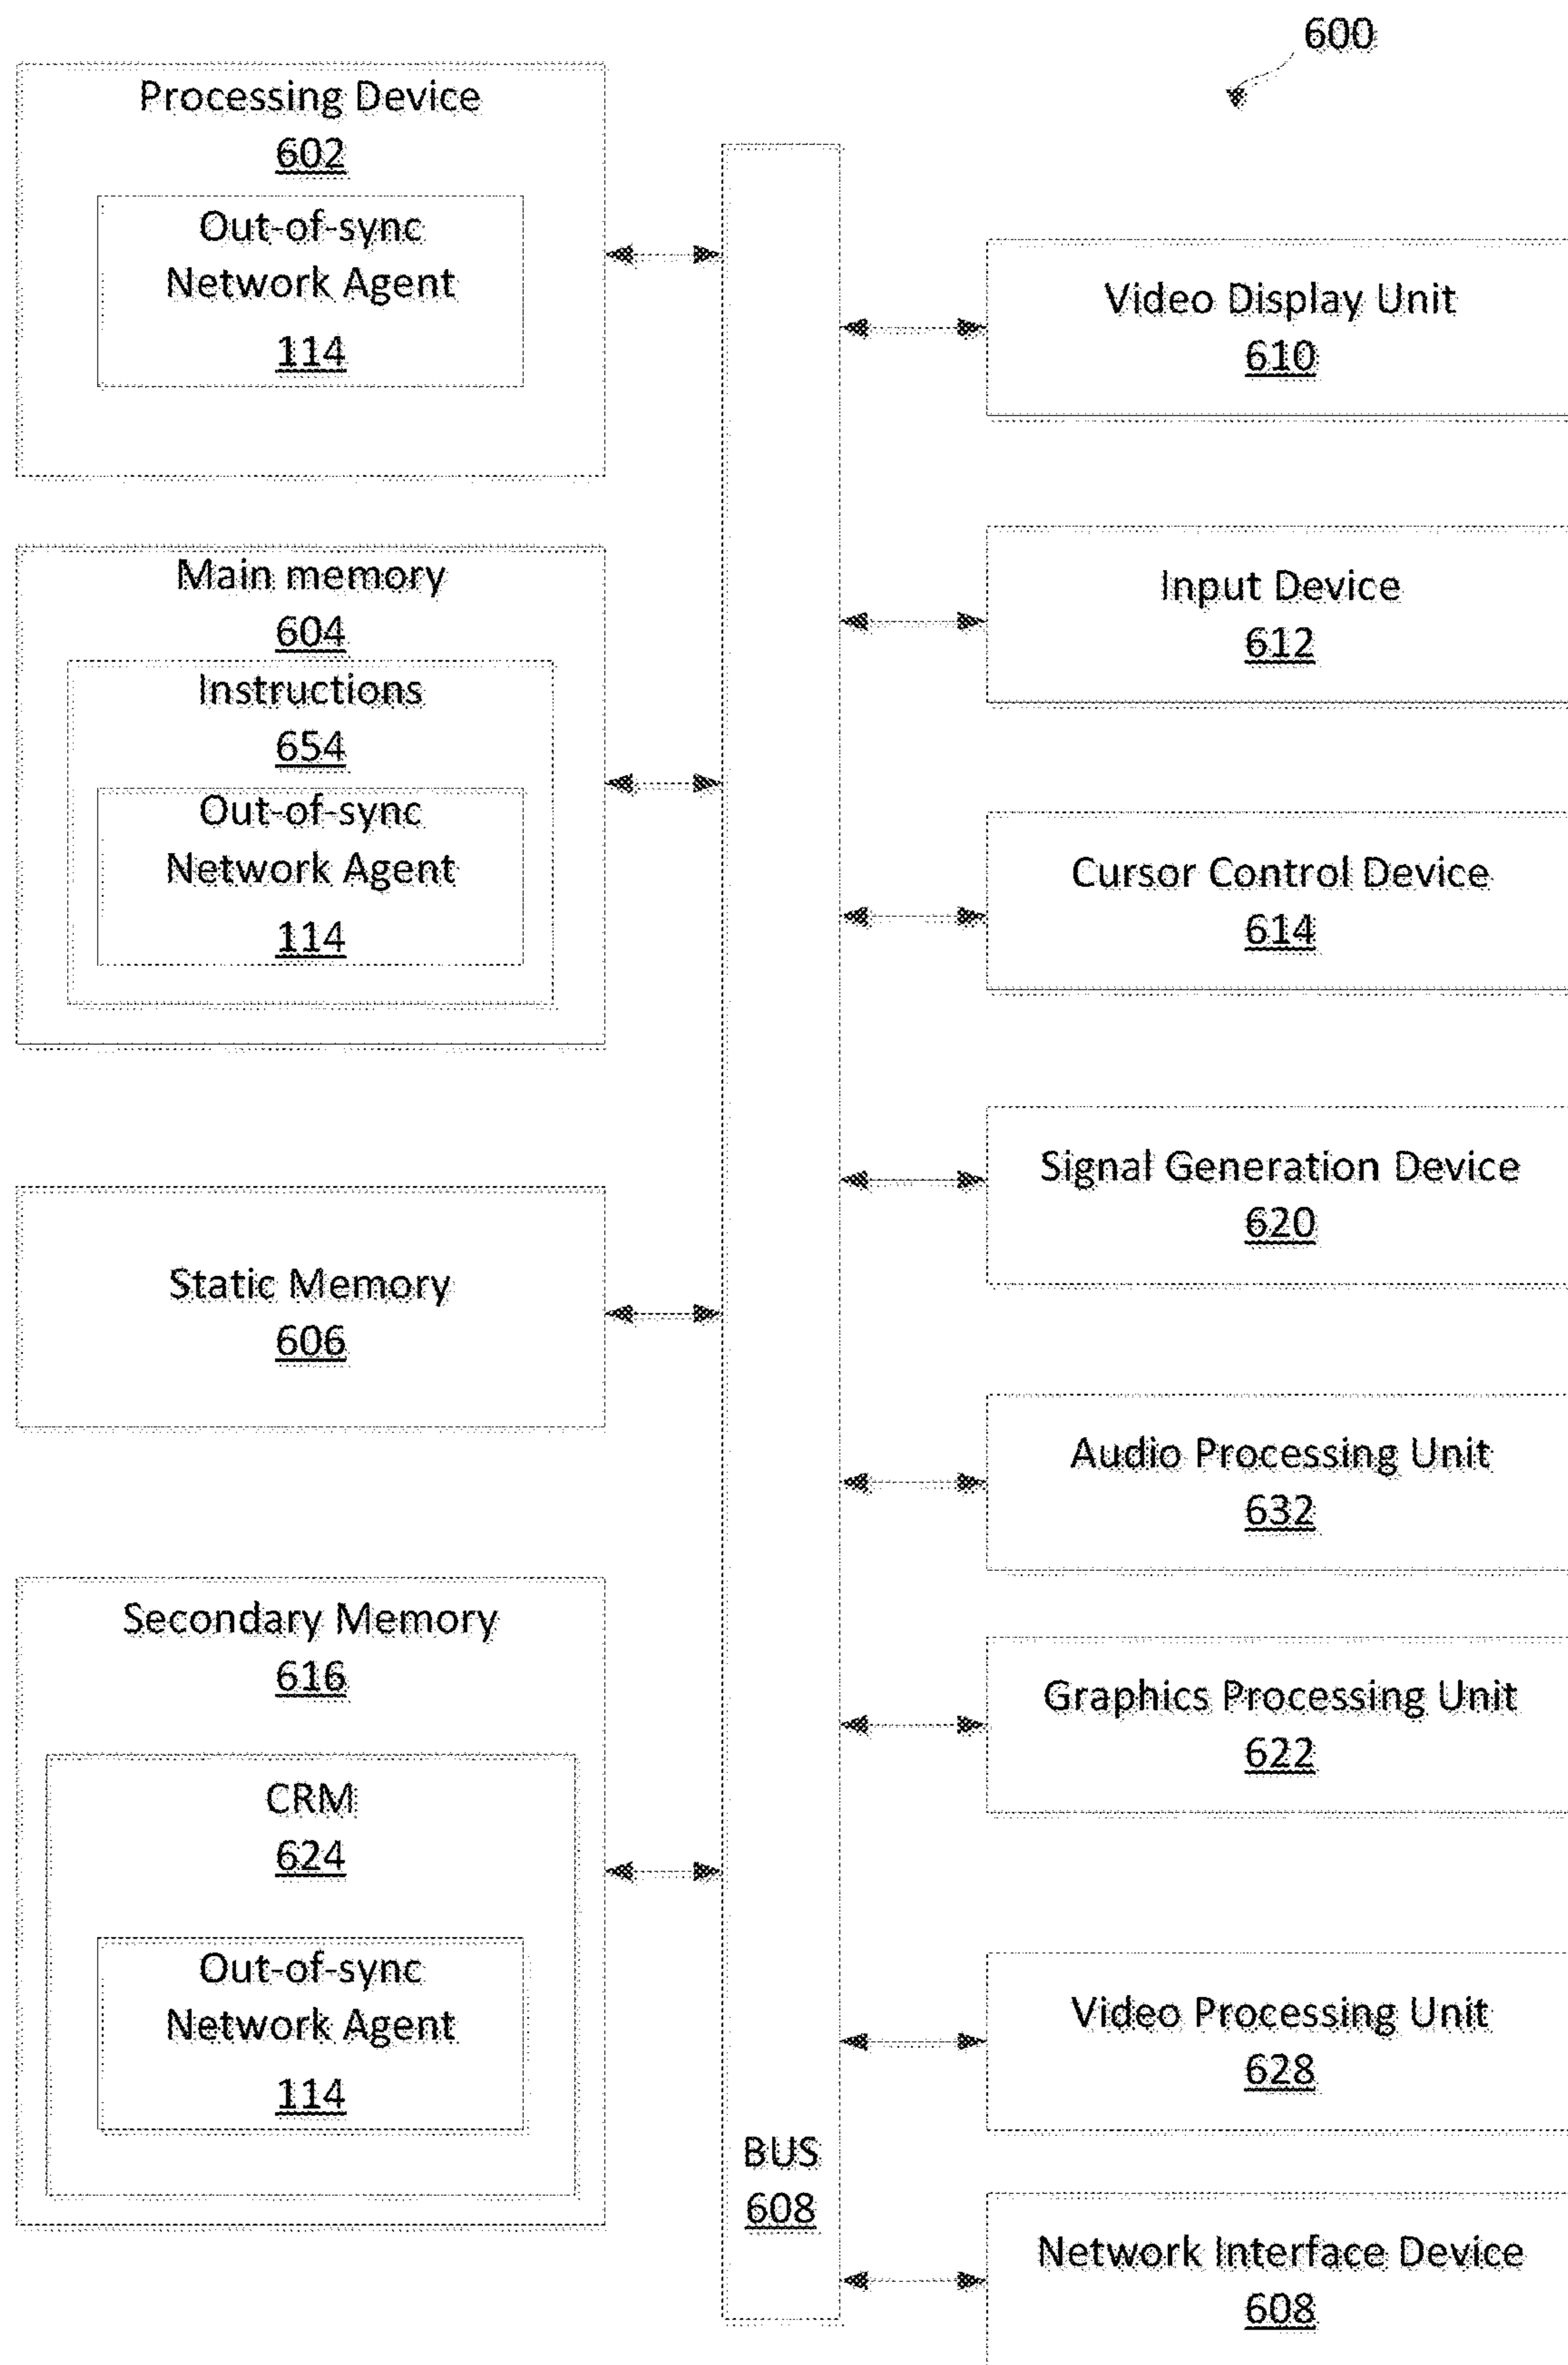 600
Processing Device
602
Out-of-sync
Network Agent
114
Main memory
604
Instructions
654
Out-of-sync
Network Agent
114
Static Memory
606
Secondary Memory
616
CRM
624
Out-of-sync
Network Agent
114
BUS
608
Video Display Unit
610
Input Device
612
Cursor Control Device
614
Signal Generation Device
620
Audio Processing Unit
632
Graphics Processing Unit
622
Video Processing Unit
628
Network Interface Device
608